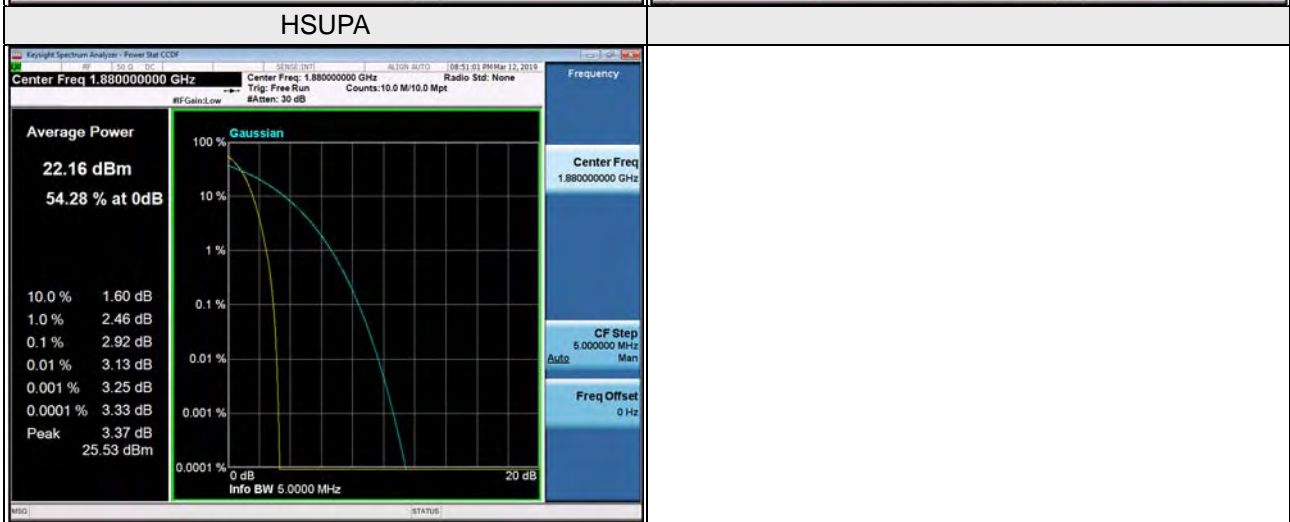 HSUPA
Keysight Spectrum Analyzer - Power Stat CCDF
RF 50 Ω DC SENSE:INT ALIGN AUTO 08:51:01 PM Mar 12, 2019
Center Freq 1.880000000 GHz
Center Freq: 1.880000000 GHz Radio Std: None
Trig: Free Run Counts:10.0 M/10.0 Mpt
#IFGain:Low #Atten: 30 dB
Frequency
Average Power
22.16 dBm
54.28 % at 0dB
10.0 % 1.60 dB
1.0 % 2.46 dB
0.1 % 2.92 dB
0.01 % 3.13 dB
0.001 % 3.25 dB
0.0001 % 3.33 dB
Peak 3.37 dB
25.53 dBm
Gaussian
100 %
10 %
1 %
0.1 %
0.01 %
0.001 %
0.0001 %
0 dB 20 dB
Info BW 5.0000 MHz
Center Freq
1.880000000 GHz
CF Step
5.000000 MHz
Auto Man
Freq Offset
0 Hz
MSG STATUS